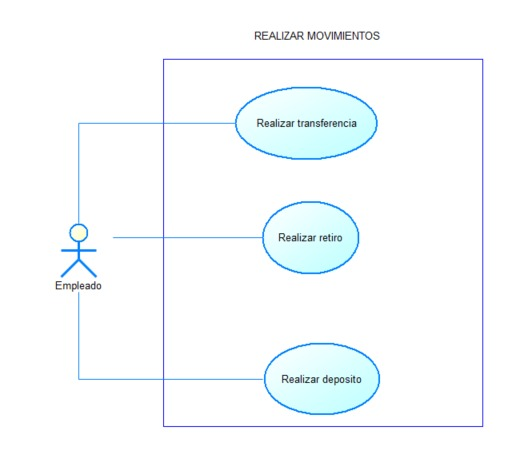 REALIZAR MOVIMIENTOS
Realizar transferencia
Realizar retiro
Empleado
Realizar deposito